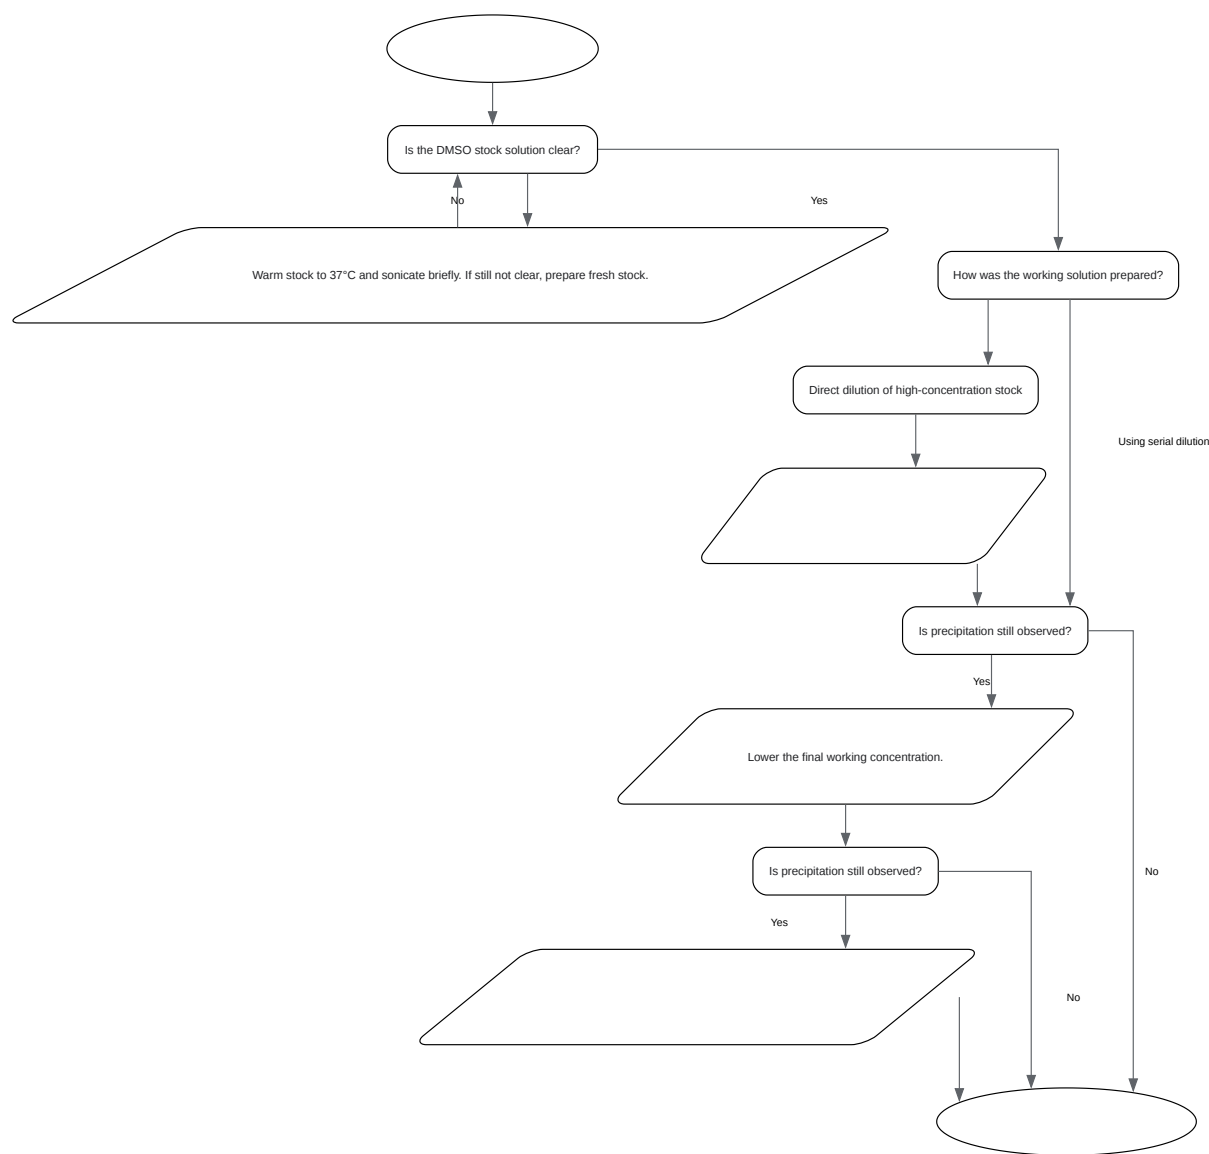 Is the DMSO stock solution clear?
No
Yes
Warm stock to 37°C and sonicate briefly. If still not clear, prepare fresh stock.
How was the working solution prepared?
Direct dilution of high-concentration stock
Using serial dilution
Is precipitation still observed?
Yes
Lower the final working concentration.
Is precipitation still observed?
No
Yes
No